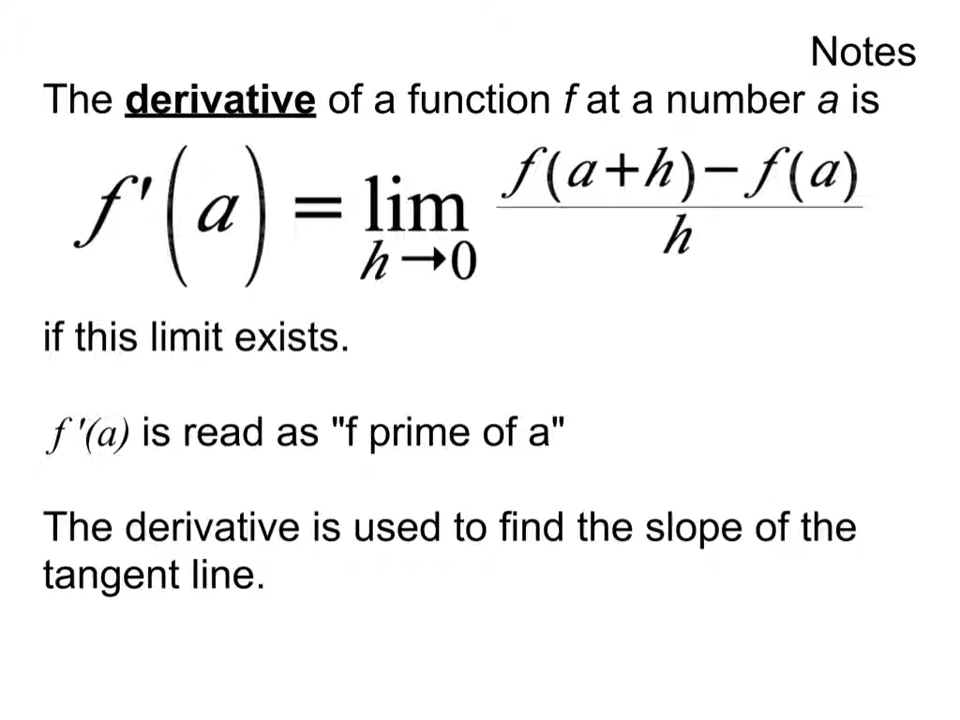 Notes
The derivative of a function f at a number a is
f'(a) = lim h→0 f(a+h)−f(a) / h
if this limit exists.
f '(a) is read as "f prime of a"
The derivative is used to find the slope of the
tangent line.